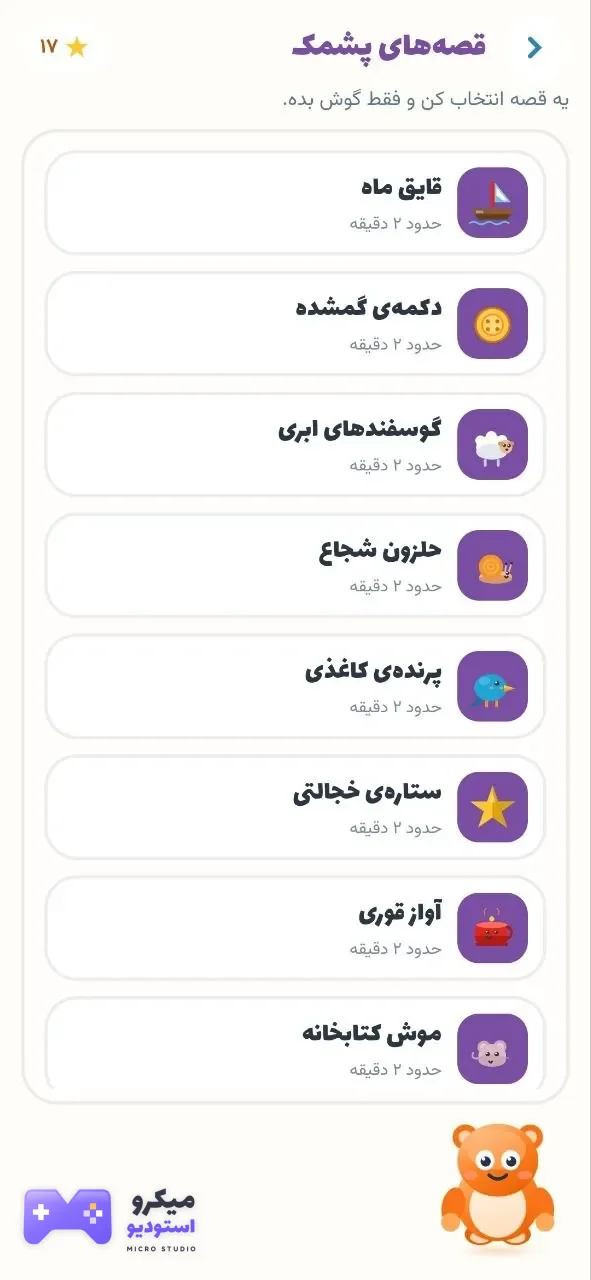 قصه‌های پشمک
۱۷
یه قصه انتخاب کن و فقط گوش بده.
قایق ماه
حدود ۲ دقیقه
دکمه‌ی گمشده
حدود ۲ دقیقه
گوسفندهای ابری
حدود ۲ دقیقه
حلزون شجاع
حدود ۲ دقیقه
پرنده‌ی کاغذی
حدود ۲ دقیقه
ستاره‌ی خجالتی
حدود ۲ دقیقه
آواز قوری
حدود ۲ دقیقه
موش کتابخانه
حدود ۲ دقیقه
میکرو
استودیو
MICRO STUDIO